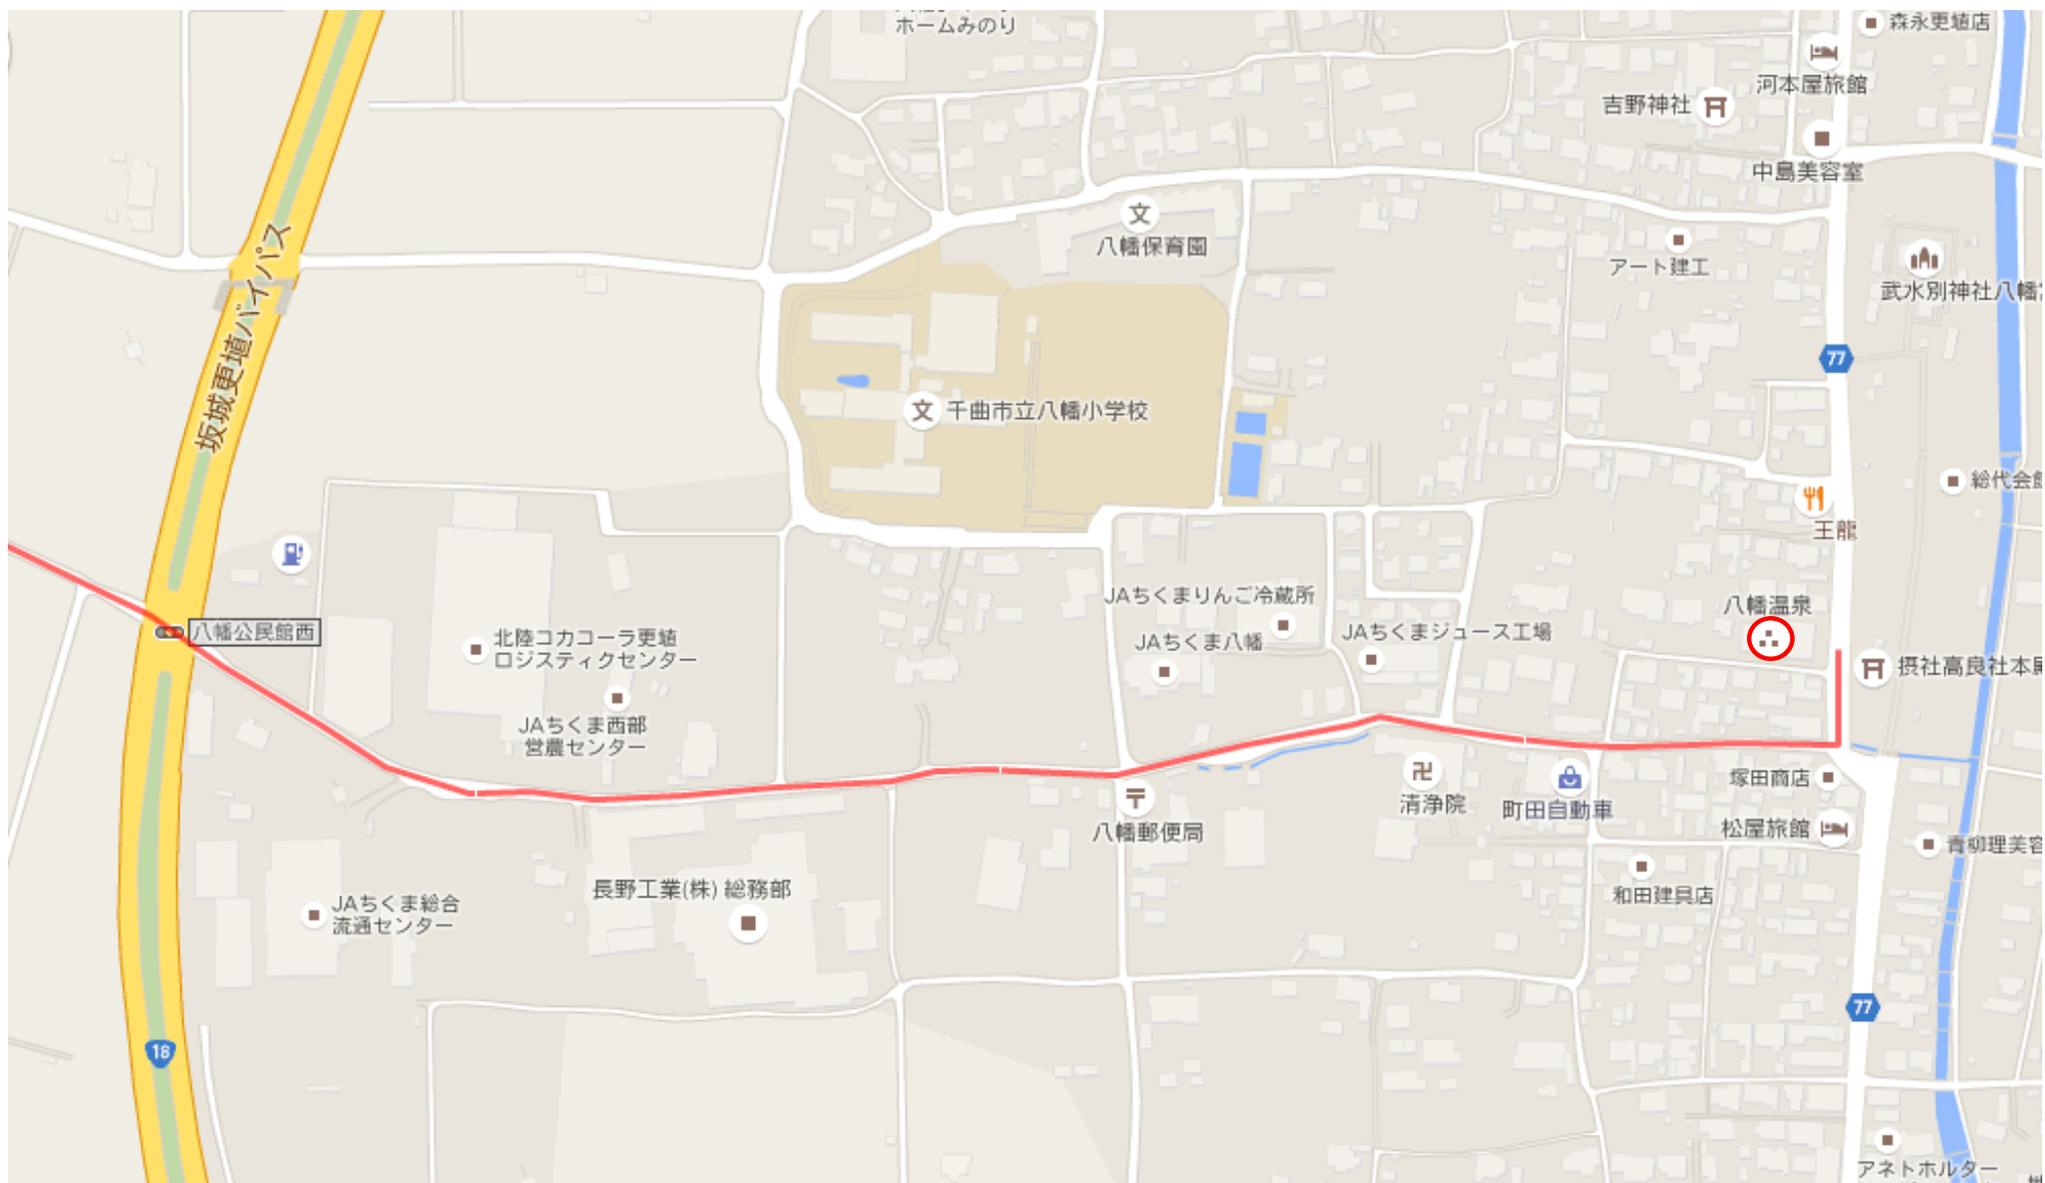 ホームみのり
森永更埴店
河本屋旅館
吉野神社
中島美容室
八幡保育園
アート建工
武水別神社八幡
坂城更埴バイパス
77
千曲市立八幡小学校
総代会館
王龍
八幡温泉
JAちくまりんご冷蔵所
JAちくまジュース工場
JAちくま八幡
八幡公民館西
北陸コカコーラ更埴
ロジスティクセンター
摂社高良社本殿
JAちくま西部
営農センター
清浄院
町田自動車
塚田商店
松屋旅館
八幡郵便局
青柳理美容
和田建具店
長野工業(株) 総務部
JAちくま総合
流通センター
77
18
アネトホルター